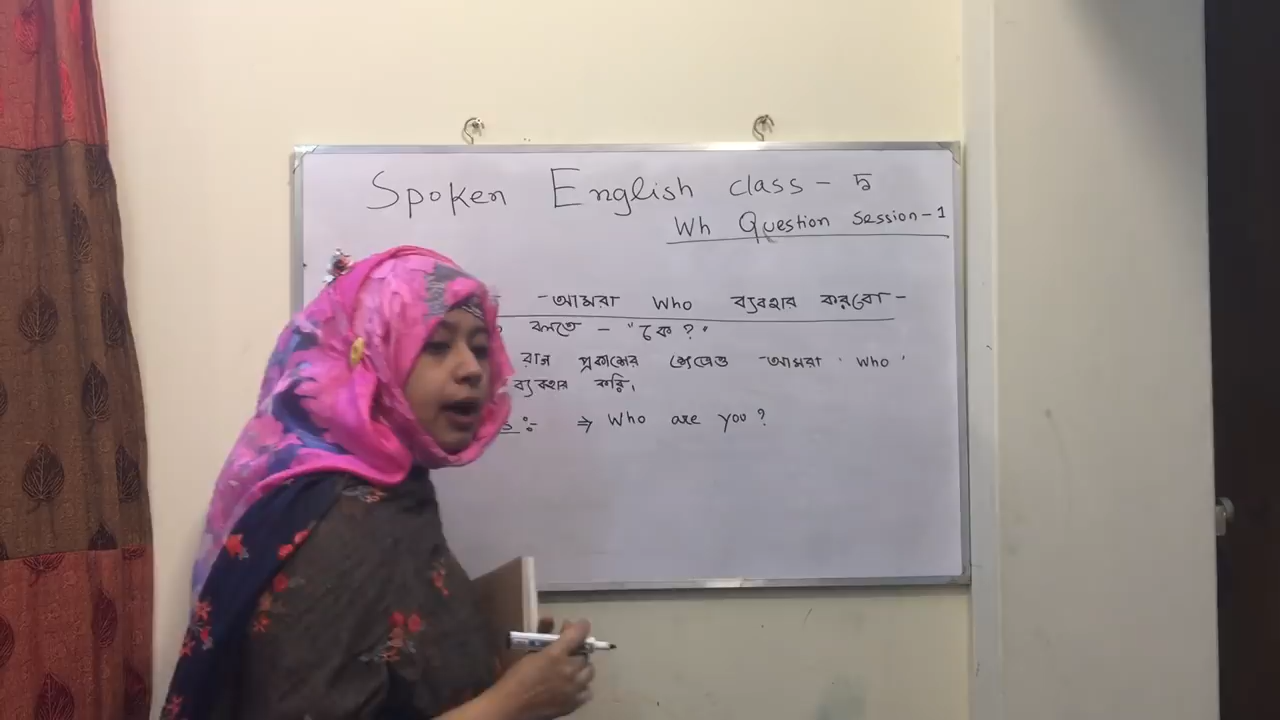 Spoken English class - ৯
Wh Question Session-1
- আমরা Who ব্যবহার করবো -
বলতে - "কে ?"
রাগ প্রকাশের ক্ষেত্রেও আমরা 'Who'
ব্যবহার করি।
:- ⇒ Who are you ?